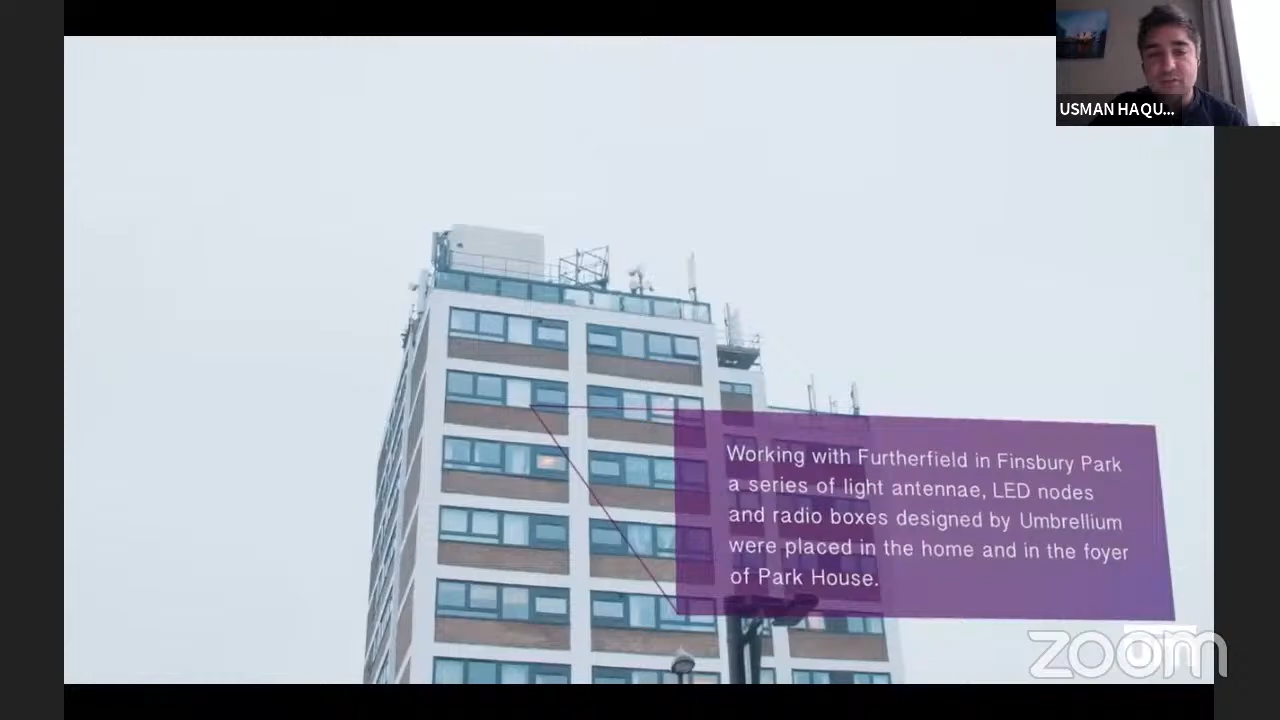 USMAN HAQU...
Working with Furtherfield in Finsbury Park
a series of light antennae, LED nodes
and radio boxes designed by Umbrellium
were placed in the home and in the foyer
of Park House.
zoom